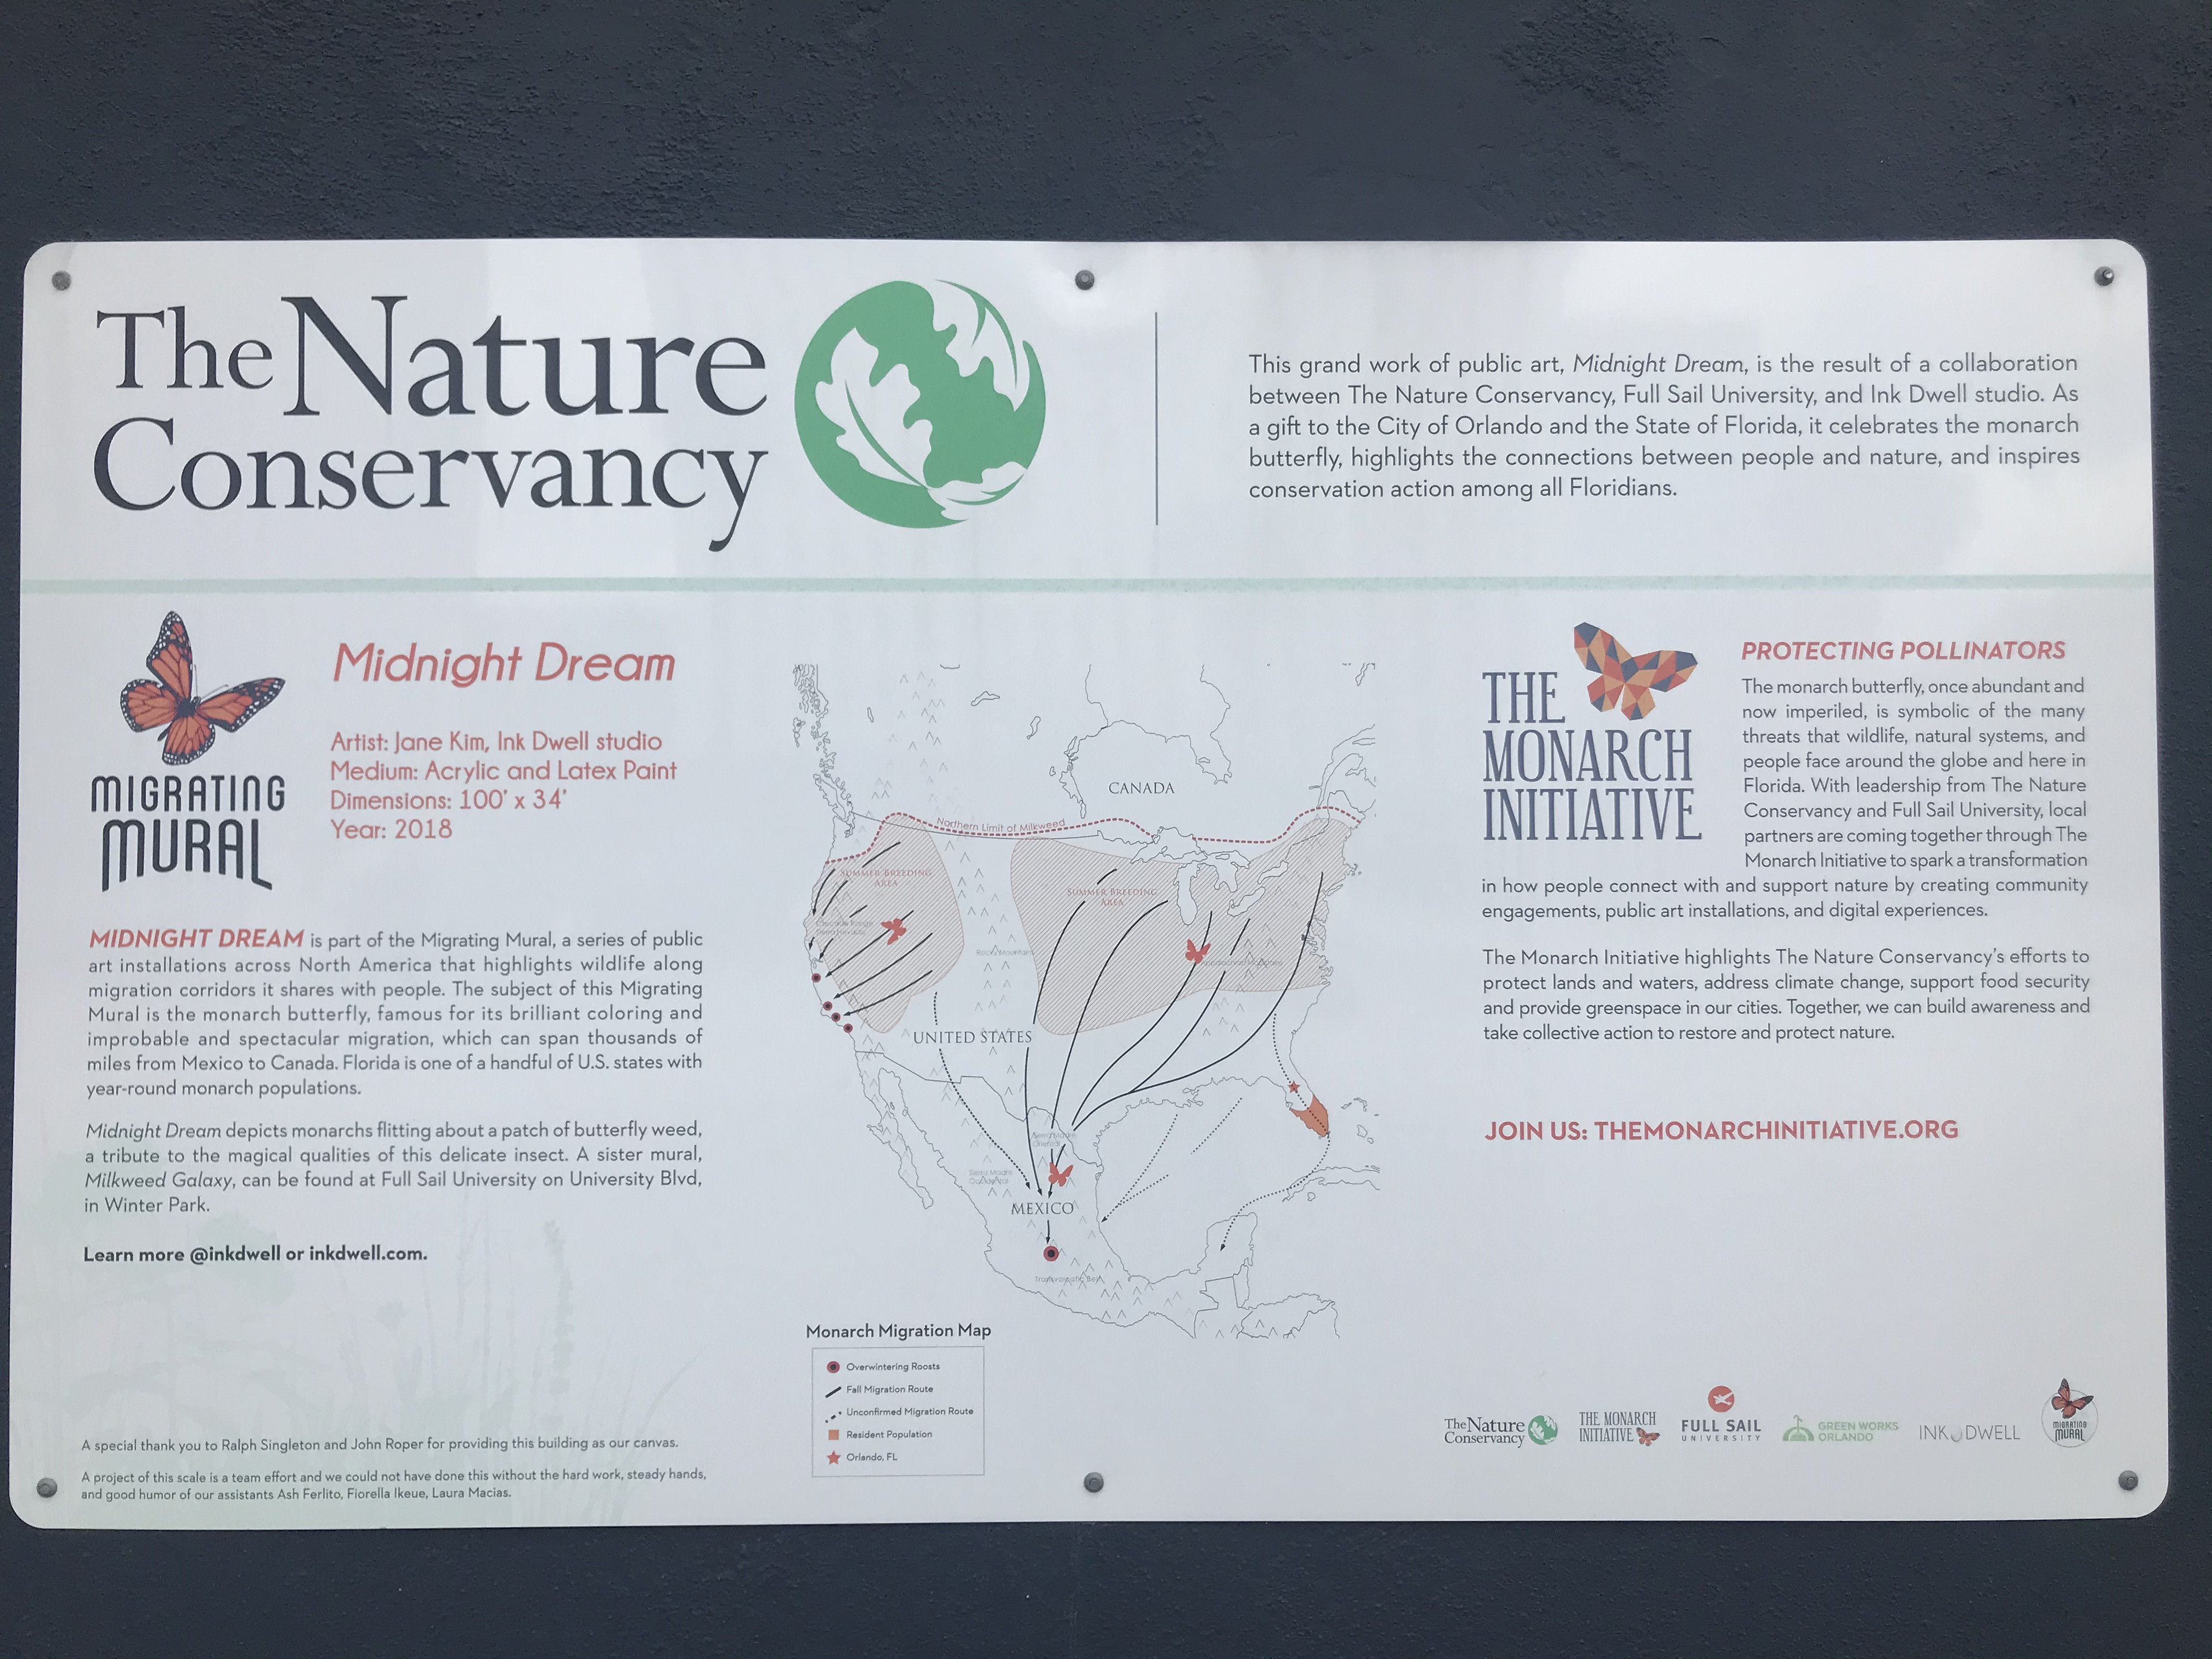 The Nature
Conservancy
This grand work of public art, Midnight Dream, is the result of a collaboration
between The Nature Conservancy, Full Sail University, and Ink Dwell studio. As
a gift to the City of Orlando and the State of Florida, it celebrates the monarch
butterfly, highlights the connections between people and nature, and inspires
conservation action among all Floridians.
MIGRATING
MURAL
Midnight Dream
Artist: Jane Kim, Ink Dwell studio
Medium: Acrylic and Latex Paint
Dimensions: 100' x 34'
Year: 2018
MIDNIGHT DREAM is part of the Migrating Mural, a series of public
art installations across North America that highlights wildlife along
migration corridors it shares with people. The subject of this Migrating
Mural is the monarch butterfly, famous for its brilliant coloring and
improbable and spectacular migration, which can span thousands of
miles from Mexico to Canada. Florida is one of a handful of U.S. states with
year-round monarch populations.
Midnight Dream depicts monarchs flitting about a patch of butterfly weed,
a tribute to the magical qualities of this delicate insect. A sister mural,
Milkweed Galaxy, can be found at Full Sail University on University Blvd,
in Winter Park.
Learn more @inkdwell or inkdwell.com.
A special thank you to Ralph Singleton and John Roper for providing this building as our canvas.
A project of this scale is a team effort and we could not have done this without the hard work, steady hands,
and good humor of our assistants Ash Ferlito, Fiorella Ikeue, Laura Macias.
CANADA
Northern Limit of Milkweed
SUMMER BREEDING
AREA
SUMMER BREEDING
AREA
Cascade Range
Sierra Nevada
Rocky Mountains
Appalachian Mountains
UNITED STATES
Sierra Madre
Oriental
Sierra Madre
Occidental
MEXICO
Transvolcanic Belt
Monarch Migration Map
Overwintering Roosts
Fall Migration Route
Unconfirmed Migration Route
Resident Population
Orlando, FL
THE
MONARCH
INITIATIVE
PROTECTING POLLINATORS
The monarch butterfly, once abundant and
now imperiled, is symbolic of the many
threats that wildlife, natural systems, and
people face around the globe and here in
Florida. With leadership from The Nature
Conservancy and Full Sail University, local
partners are coming together through The
Monarch Initiative to spark a transformation
in how people connect with and support nature by creating community
engagements, public art installations, and digital experiences.
The Monarch Initiative highlights The Nature Conservancy's efforts to
protect lands and waters, address climate change, support food security
and provide greenspace in our cities. Together, we can build awareness and
take collective action to restore and protect nature.
JOIN US: THEMONARCHINITIATIVE.ORG
The Nature
Conservancy
THE MONARCH
INITIATIVE
FULL SAIL
UNIVERSITY
GREEN WORKS
ORLANDO
INK DWELL
MIGRATING
MURAL